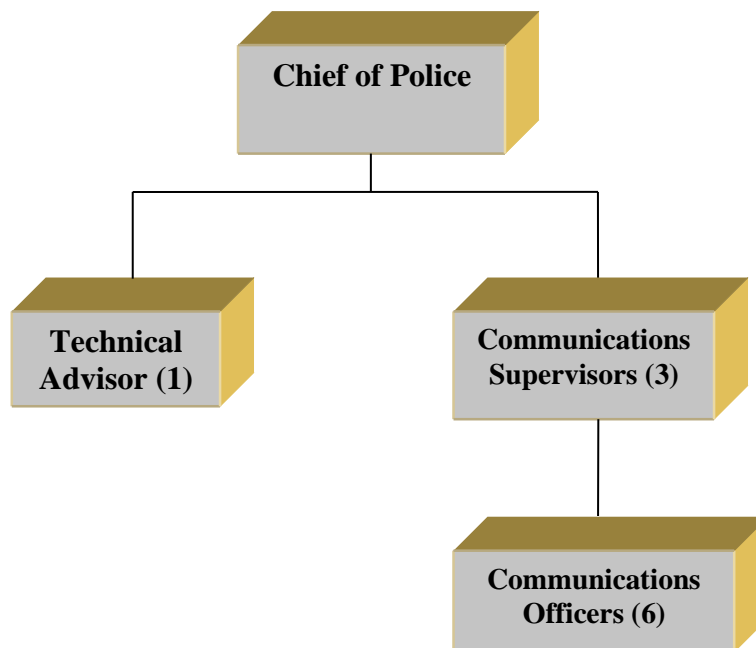 Chief of Police
Technical
Advisor (1)
Communications
Supervisors (3)
Communications
Officers (6)